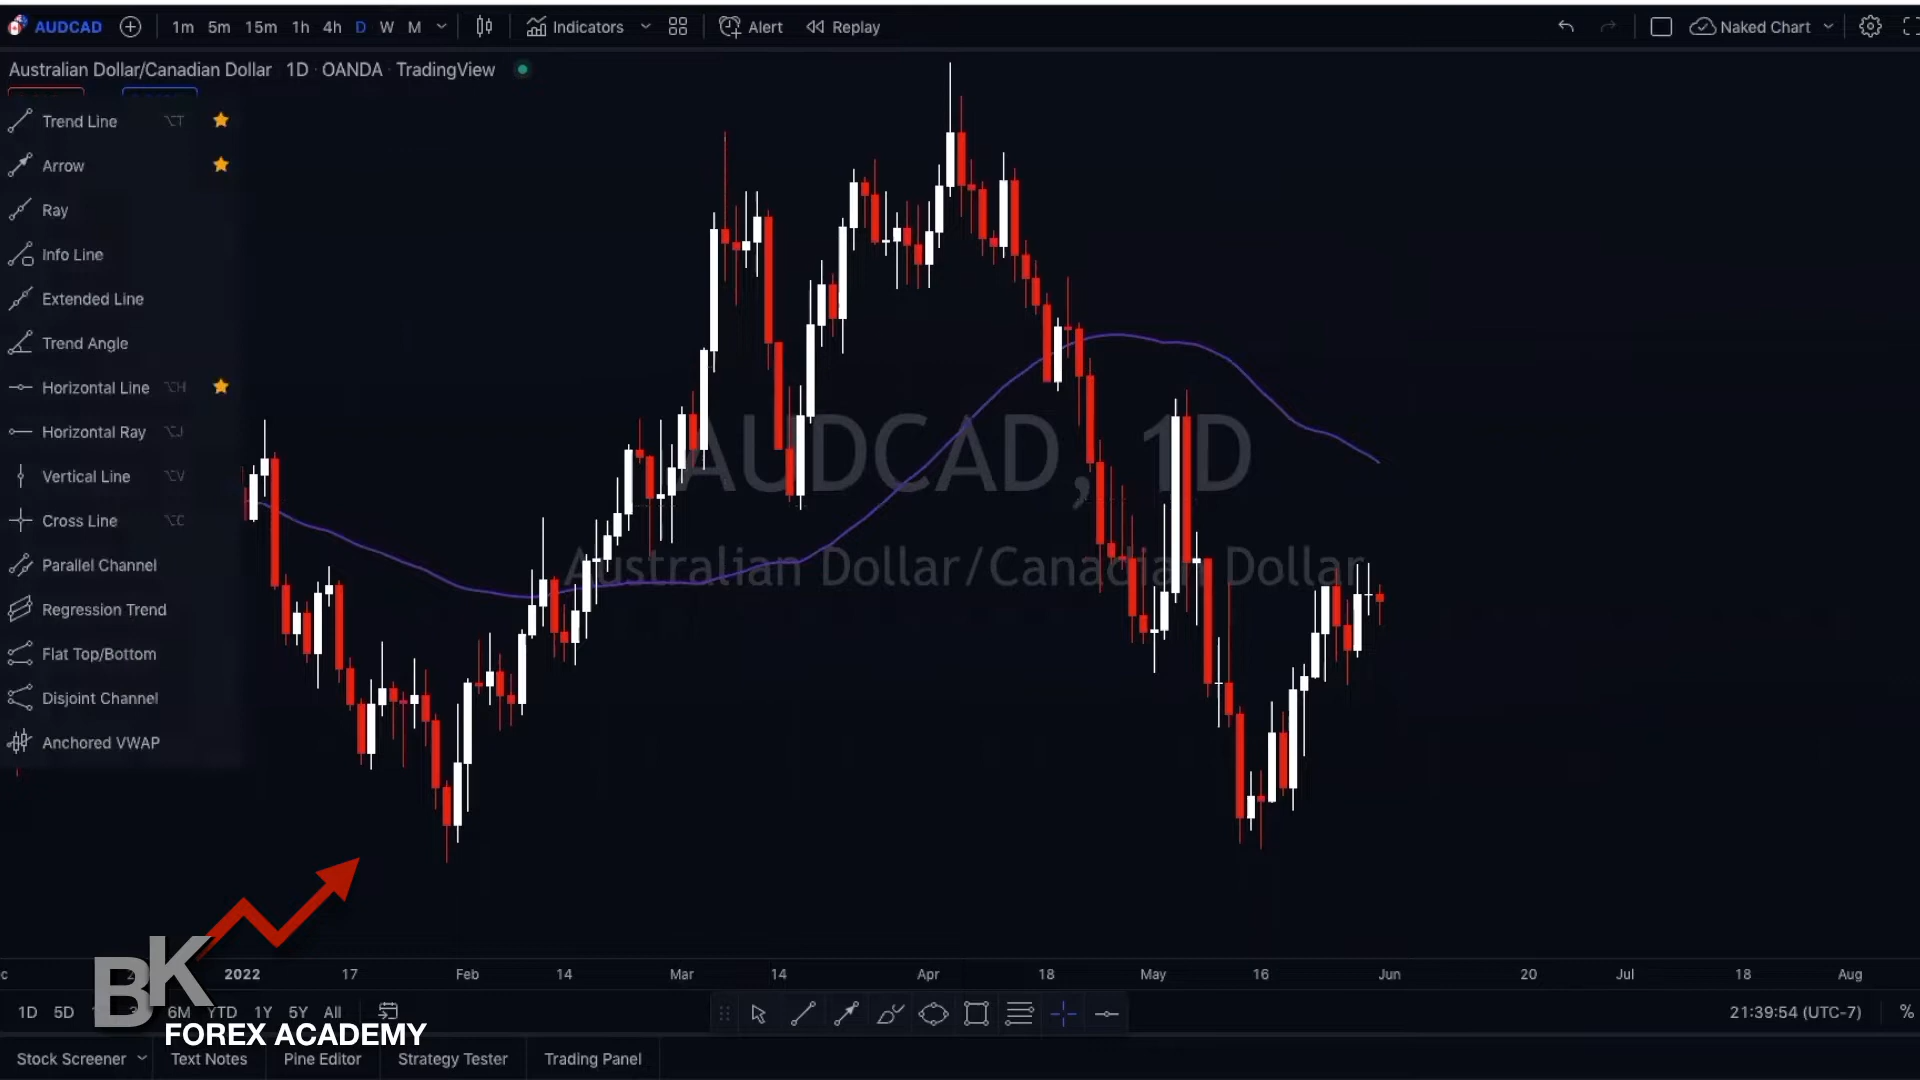 AUDCAD 1m 5m 15m 1h 4h D W M Indicators Alert Replay Naked Chart
Australian Dollar/Canadian Dollar 1D · OANDA · TradingView
Trend Line ⌥T
Arrow
Ray
Info Line
Extended Line
Trend Angle
Horizontal Line ⌥H
Horizontal Ray ⌥J
Vertical Line ⌥V
Cross Line ⌥C
Parallel Channel
Regression Trend
Flat Top/Bottom
Disjoint Channel
Anchored VWAP
AUDCAD, 1D
Australian Dollar/Canadian Dollar
2022 17 Feb 14 Mar 14 Apr 18 May 16 Jun 20 Jul 18 Aug
1D 5D 6M YTD 1Y 5Y All 21:39:54 (UTC-7) %
BK
FOREX ACADEMY
Stock Screener Text Notes Pine Editor Strategy Tester Trading Panel